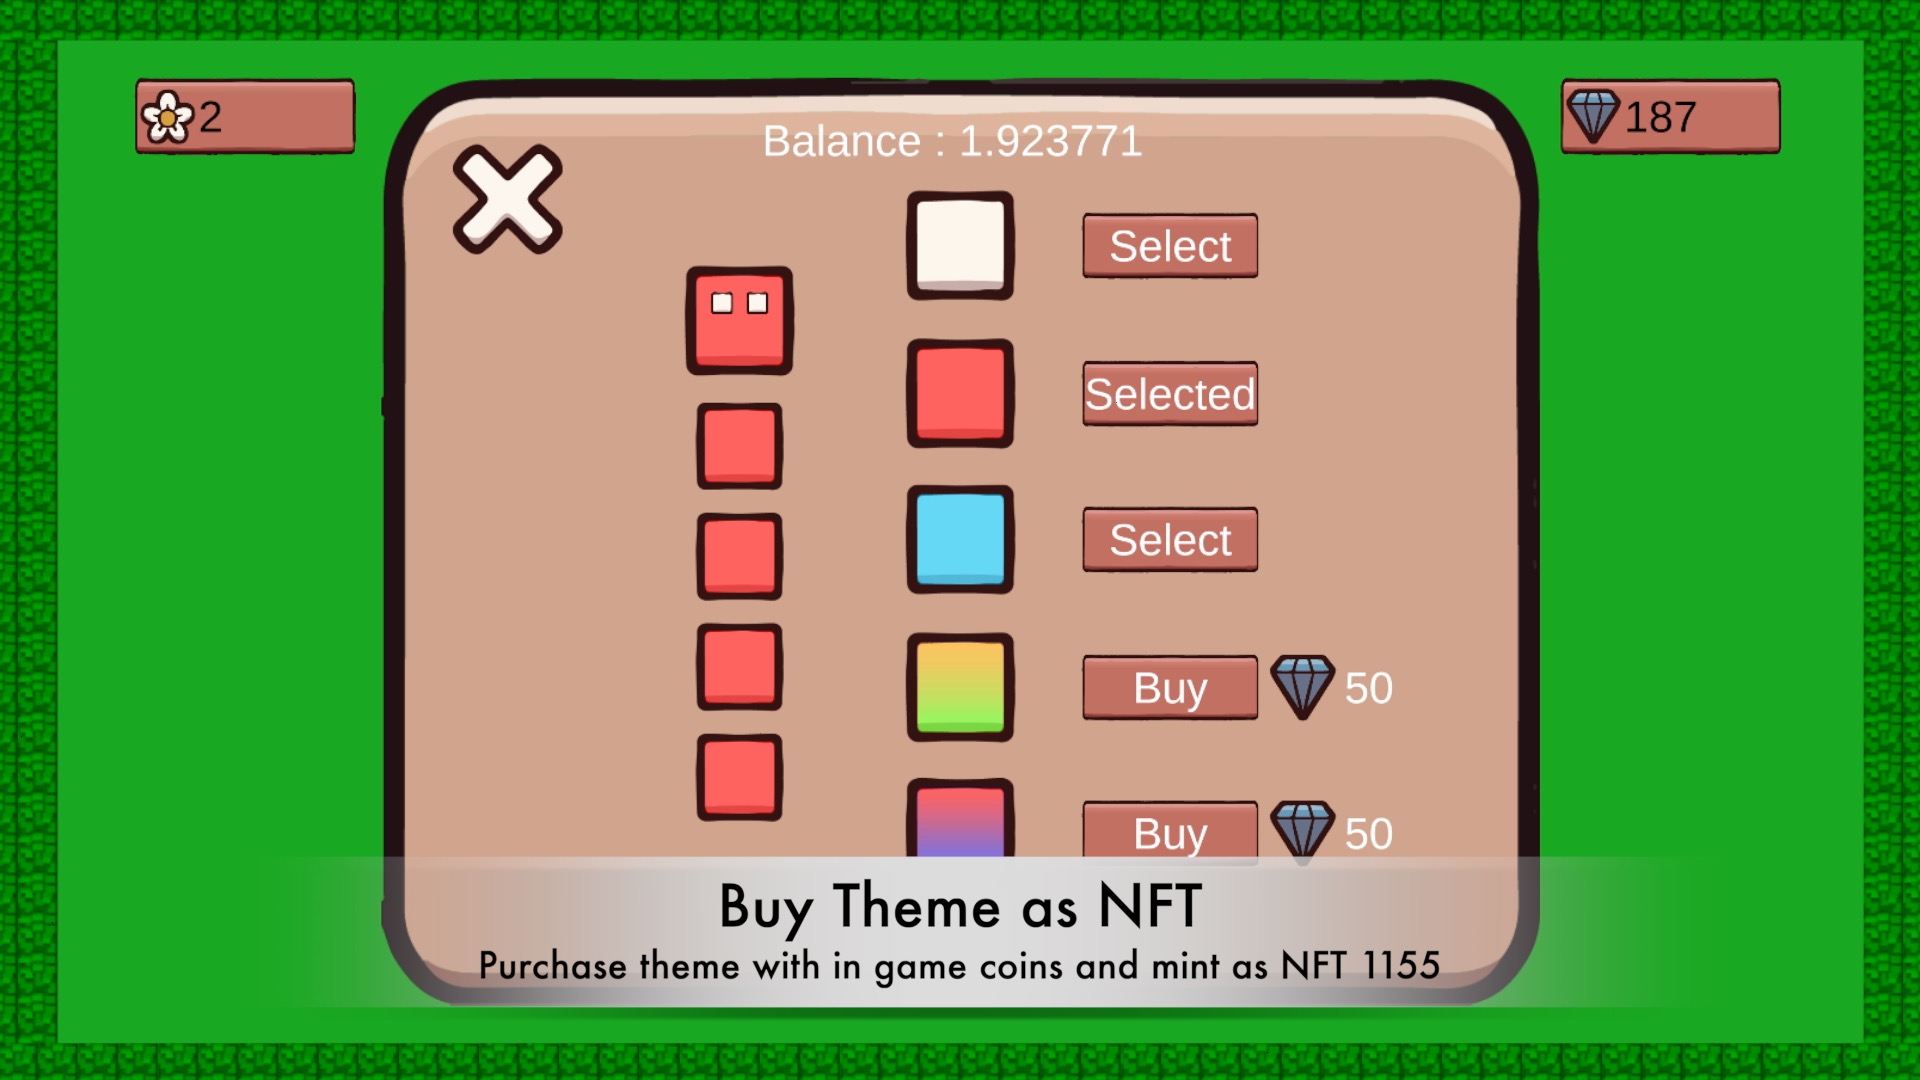 2
187
Balance : 1.923771
Select
Selected
Select
Buy 50
Buy 50
Buy Theme as NFT
Purchase theme with in game coins and mint as NFT 1155